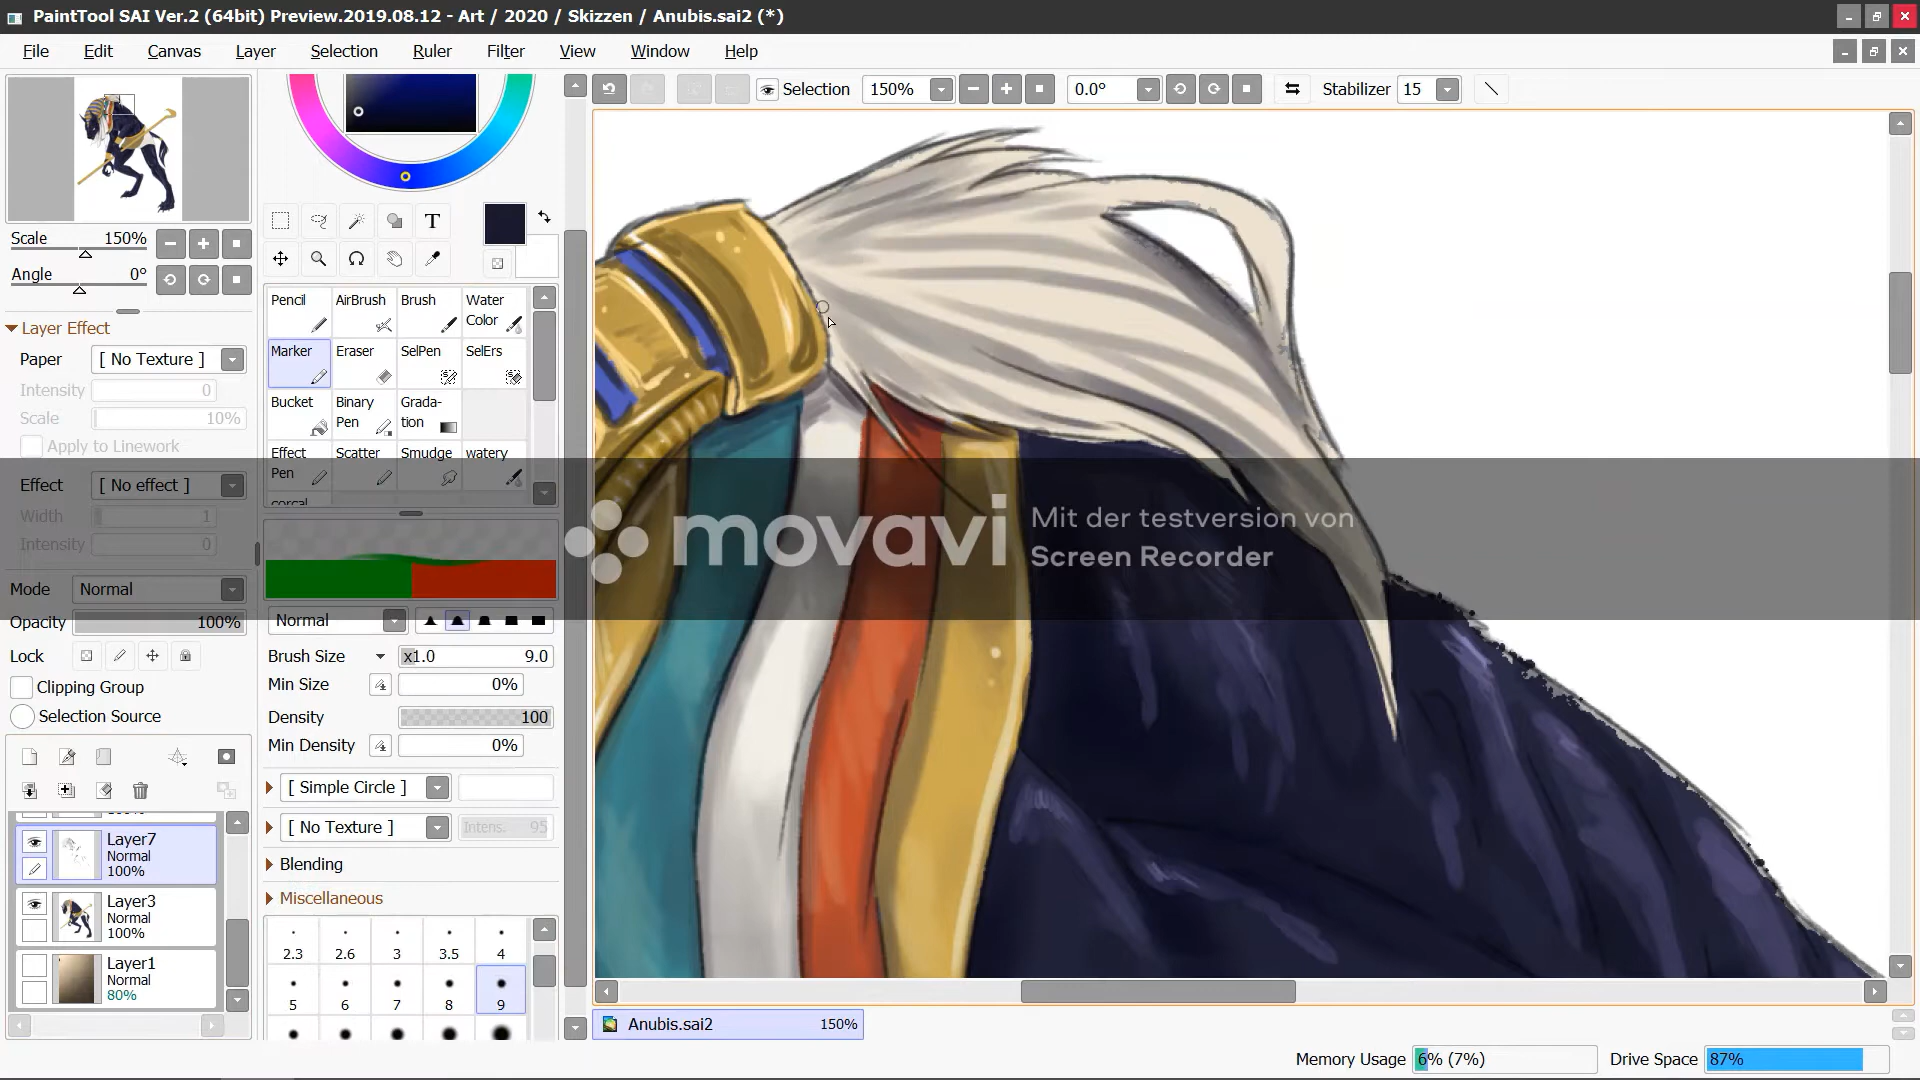 PaintTool SAI Ver.2 (64bit) Preview.2019.08.12 - Art / 2020 / Skizzen / Anubis.sai2 (*)
File Edit Canvas Layer Selection Ruler Filter View Window Help
Selection 150% 0.0° Stabilizer 15
Scale 150%
Angle 0°
Layer Effect
Paper [ No Texture ]
Intensity 0
Scale 10%
Apply to Linework
Effect [ No effect ]
Width 1
Intensity 0
Mode Normal
Opacity 100%
Lock
Clipping Group
Selection Source
Layer7
Normal
100%
Layer3
Normal
100%
Layer1
Normal
80%
T
Pencil AirBrush Brush Water Color
Marker Eraser SelPen SelErs
Bucket Binary Pen Grada-tion
Effect Pen Scatter Smudge watery
Normal
Brush Size x1.0 9.0
Min Size 0%
Density 100
Min Density 0%
[ Simple Circle ]
[ No Texture ] Intens. 95
Blending
Miscellaneous
2.3 2.6 3 3.5 4
5 6 7 8 9
movavi
Mit der testversion von
Screen Recorder
Anubis.sai2 150%
Memory Usage 6% (7%) Drive Space 87%